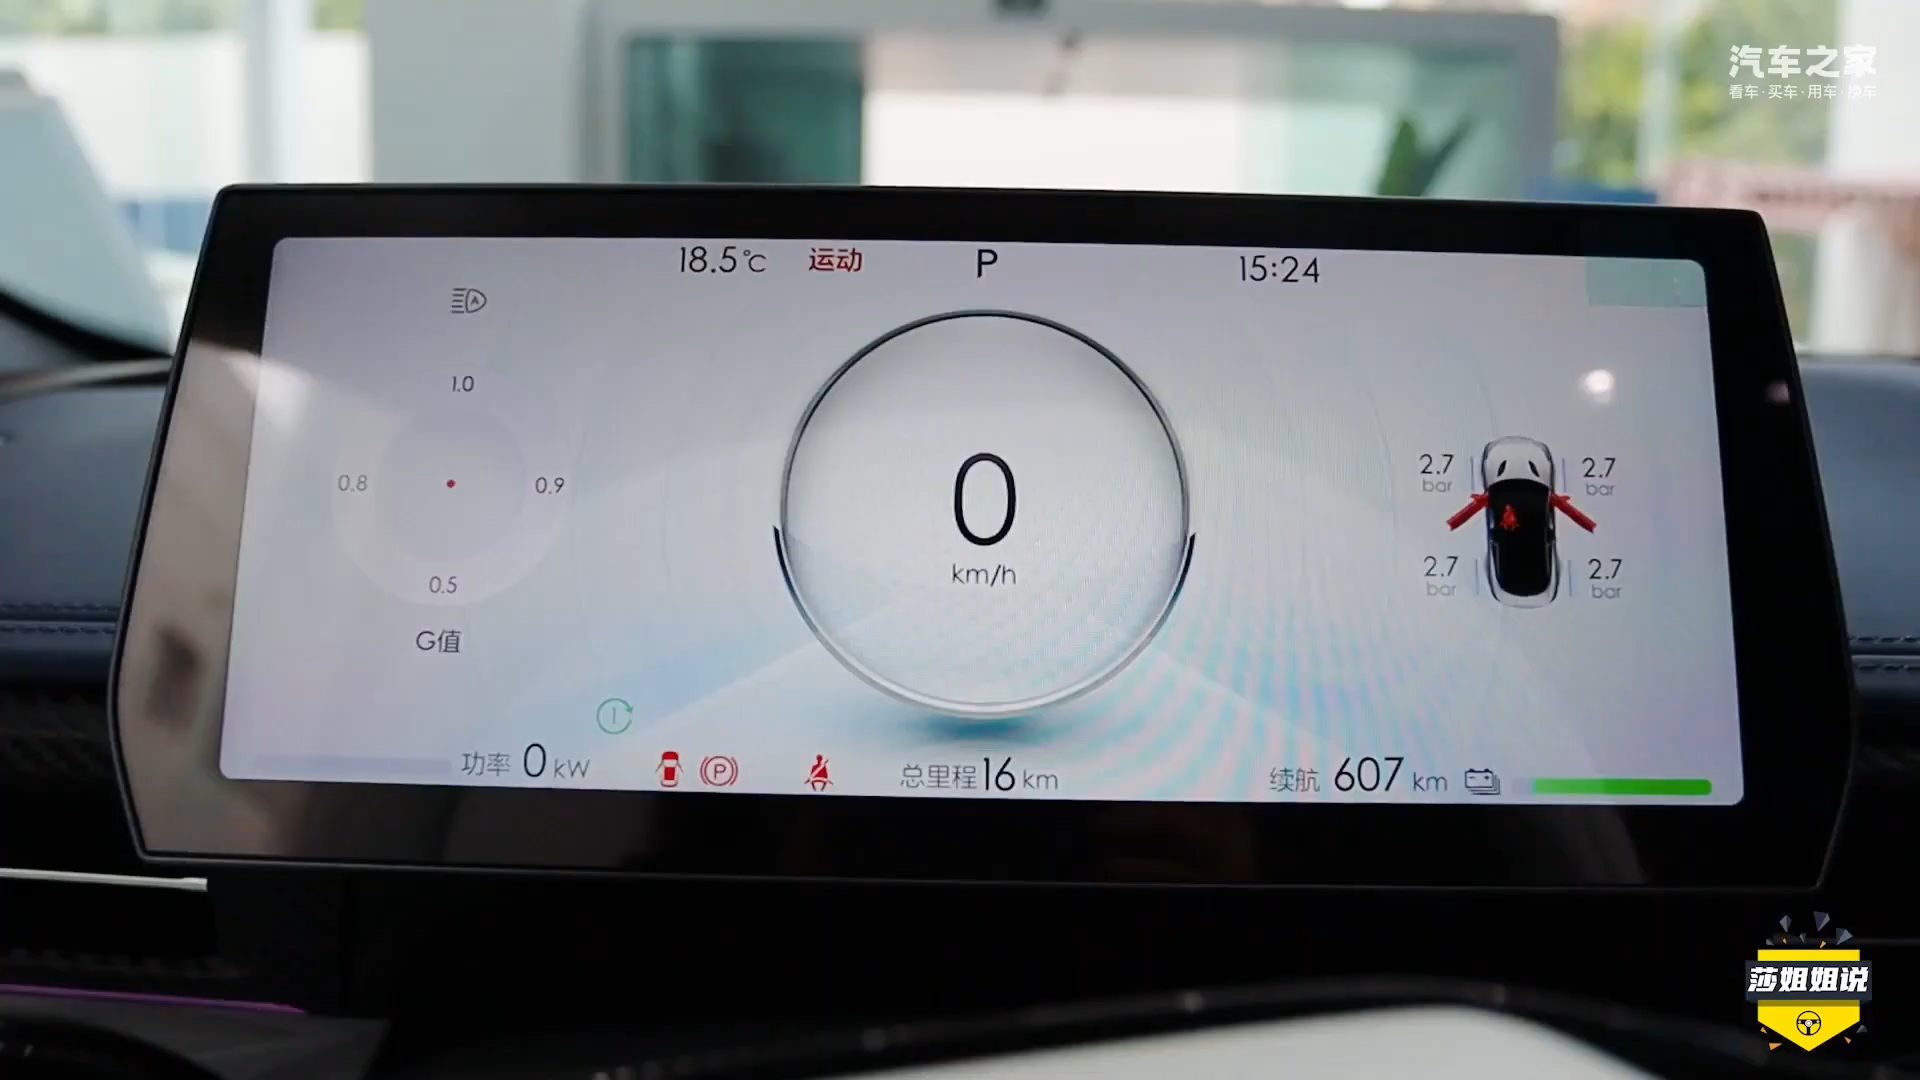 汽车之家
看车·买车·用车·换车
18.5℃ 运动 P 15:24
A
1.0
0.8 0.9
0.5
G值
0
km/h
2.7 bar 2.7 bar
2.7 bar 2.7 bar
功率 0 kW P 总里程 16 km 续航 607 km
莎姐姐说